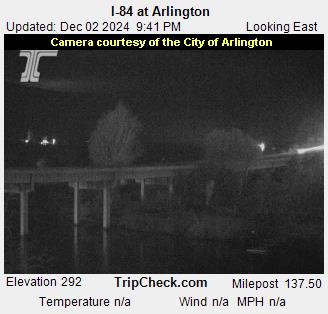 I-84 at Arlington
Updated: Dec 02 2024 9:41 PM Looking East
Camera courtesy of the City of Arlington
Elevation 292 TripCheck.com Milepost 137.50
Temperature n/a Wind n/a MPH n/a